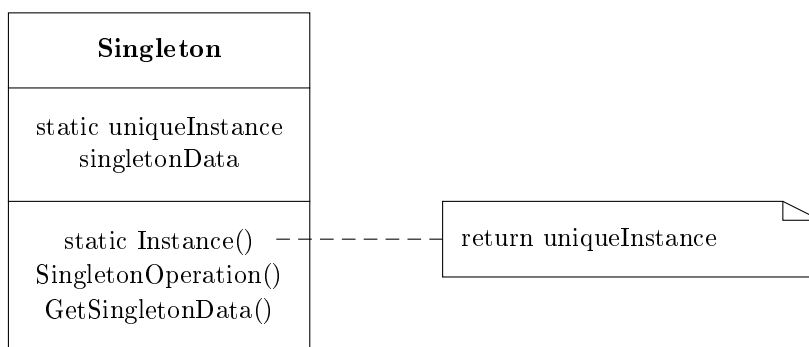 Singleton
static uniqueInstance
singletonData
static Instance()
return uniqueInstance
SingletonOperation()
GetSingletonData()